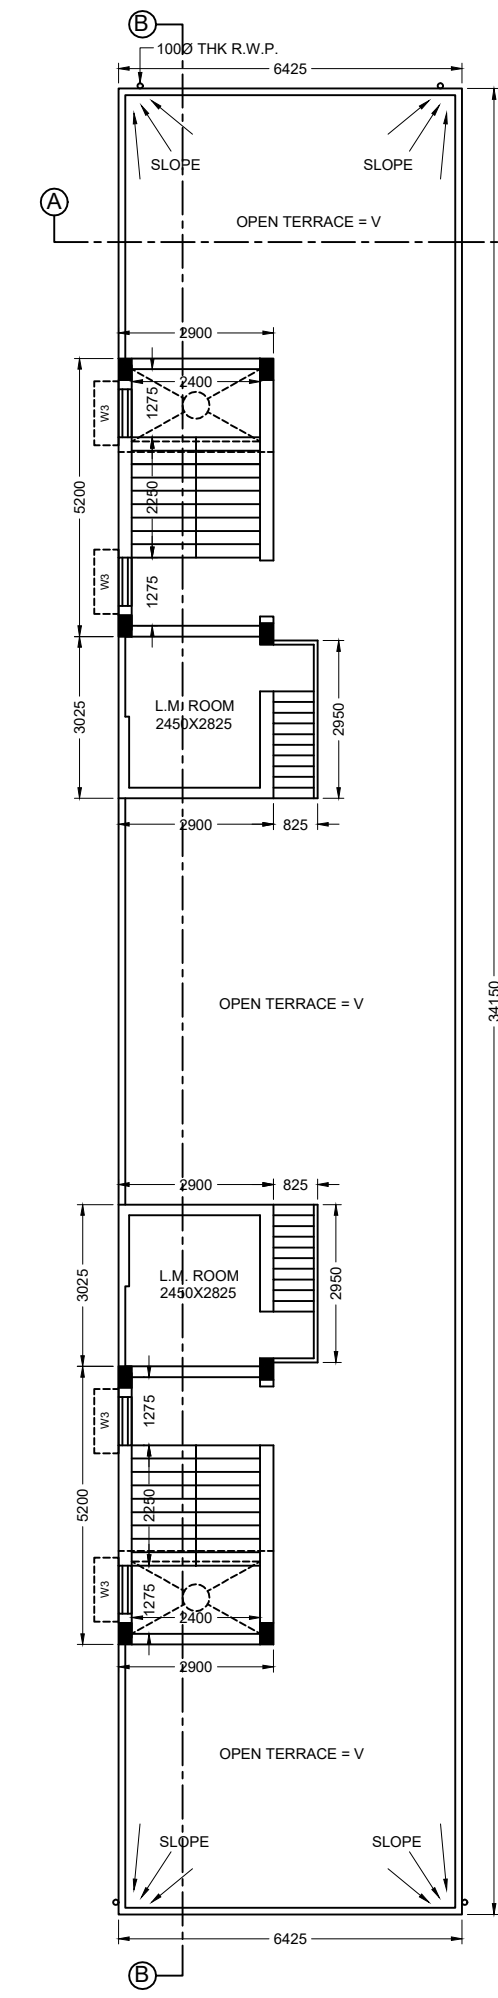 B
100Ø THK R.W.P.
6425
SLOPE
SLOPE
A
OPEN TERRACE = V
2900
2400
1275
W3
5200
2250
W3
1275
L.M. ROOM
2450X2825
3025
2950
2900
825
OPEN TERRACE = V
34150
2900
825
L.M. ROOM
2450X2825
3025
2950
1275
W3
5200
2250
W3
1275
2400
2900
OPEN TERRACE = V
SLOPE
SLOPE
6425
B